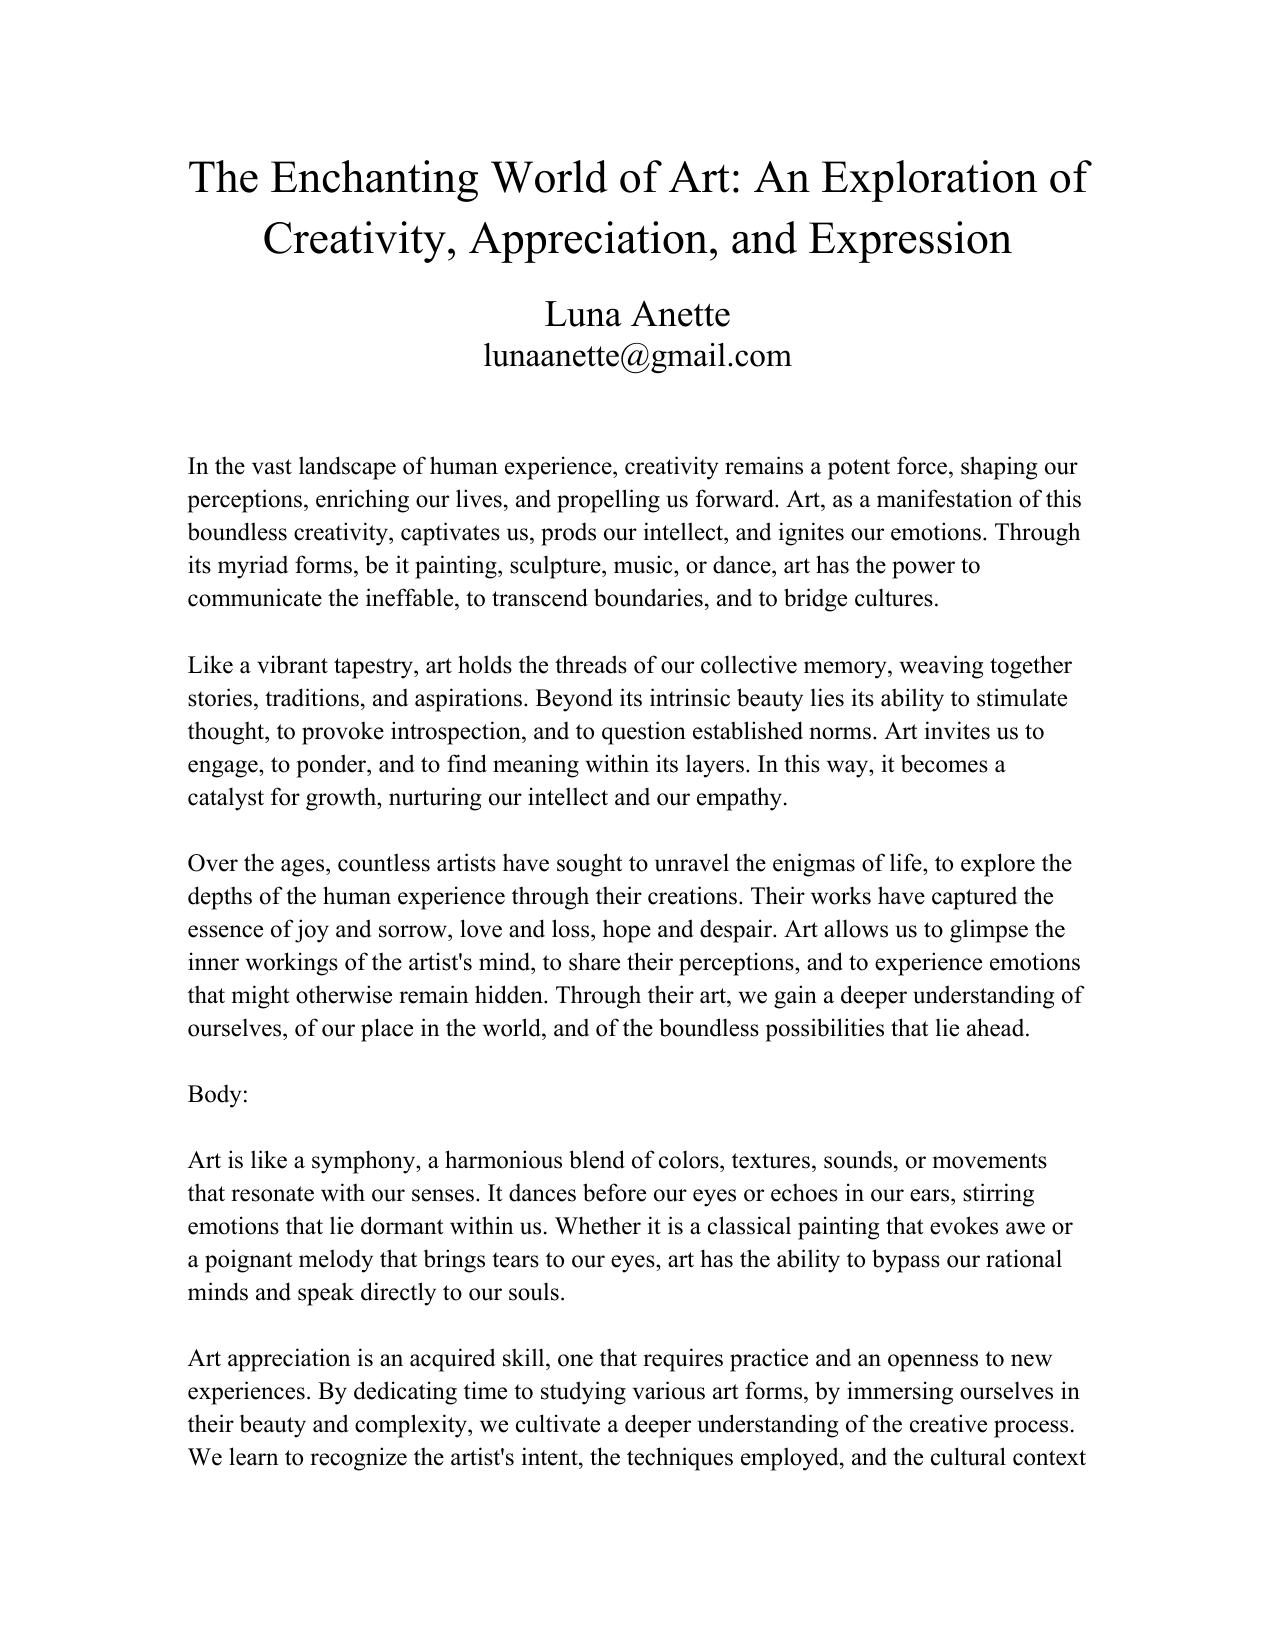 The Enchanting World of Art: An Exploration of
Creativity, Appreciation, and Expression
Luna Anette
lunaanette@gmail.com
In the vast landscape of human experience, creativity remains a potent force, shaping our
perceptions, enriching our lives, and propelling us forward. Art, as a manifestation of this
boundless creativity, captivates us, prods our intellect, and ignites our emotions. Through
its myriad forms, be it painting, sculpture, music, or dance, art has the power to
communicate the ineffable, to transcend boundaries, and to bridge cultures.
Like a vibrant tapestry, art holds the threads of our collective memory, weaving together
stories, traditions, and aspirations. Beyond its intrinsic beauty lies its ability to stimulate
thought, to provoke introspection, and to question established norms. Art invites us to
engage, to ponder, and to find meaning within its layers. In this way, it becomes a
catalyst for growth, nurturing our intellect and our empathy.
Over the ages, countless artists have sought to unravel the enigmas of life, to explore the
depths of the human experience through their creations. Their works have captured the
essence of joy and sorrow, love and loss, hope and despair. Art allows us to glimpse the
inner workings of the artist's mind, to share their perceptions, and to experience emotions
that might otherwise remain hidden. Through their art, we gain a deeper understanding of
ourselves, of our place in the world, and of the boundless possibilities that lie ahead.
Body:
Art is like a symphony, a harmonious blend of colors, textures, sounds, or movements
that resonate with our senses. It dances before our eyes or echoes in our ears, stirring
emotions that lie dormant within us. Whether it is a classical painting that evokes awe or
a poignant melody that brings tears to our eyes, art has the ability to bypass our rational
minds and speak directly to our souls.
Art appreciation is an acquired skill, one that requires practice and an openness to new
experiences. By dedicating time to studying various art forms, by immersing ourselves in
their beauty and complexity, we cultivate a deeper understanding of the creative process.
We learn to recognize the artist's intent, the techniques employed, and the cultural context